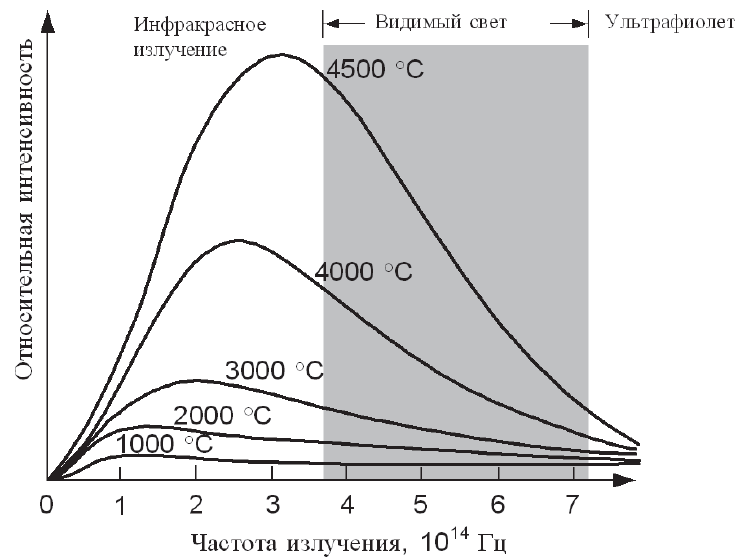 Инфракрасное
излучение
Видимый свет
Ультрафиолет
Относительная интенсивность
4500 °C
4000 °C
3000 °C
2000 °C
1000 °C
0 1 2 3 4 5 6 7
Частота излучения, 10¹⁴ Гц